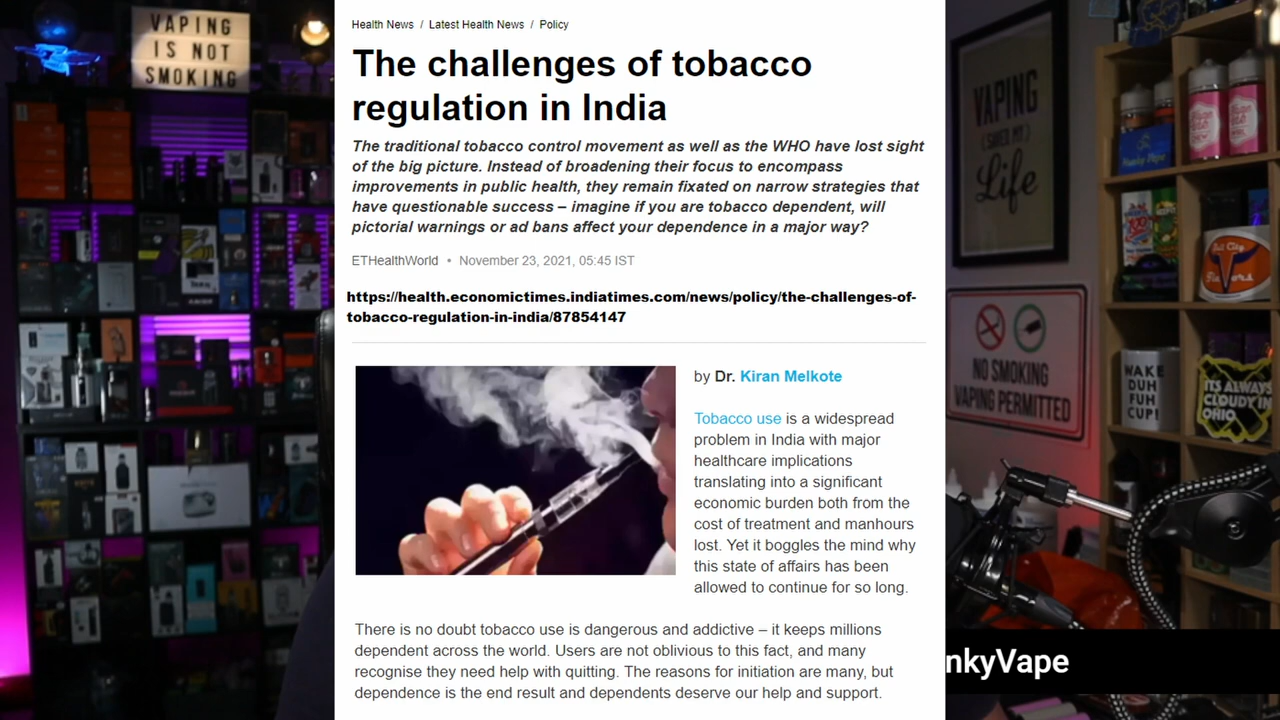 VAPING
IS NOT
SMOKING
Health News / Latest Health News / Policy
The challenges of tobacco
regulation in India
The traditional tobacco control movement as well as the WHO have lost sight
of the big picture. Instead of broadening their focus to encompass
improvements in public health, they remain fixated on narrow strategies that
have questionable success – imagine if you are tobacco dependent, will
pictorial warnings or ad bans affect your dependence in a major way?
ETHealthWorld • November 23, 2021, 05:45 IST
https://health.economictimes.indiatimes.com/news/policy/the-challenges-of-
tobacco-regulation-in-india/87854147
by Dr. Kiran Melkote
Tobacco use is a widespread
problem in India with major
healthcare implications
translating into a significant
economic burden both from the
cost of treatment and manhours
lost. Yet it boggles the mind why
this state of affairs has been
allowed to continue for so long.
There is no doubt tobacco use is dangerous and addictive – it keeps millions
dependent across the world. Users are not oblivious to this fact, and many
recognise they need help with quitting. The reasons for initiation are many, but
dependence is the end result and dependents deserve our help and support.
VAPING
(SAVED MY)
Life
NO SMOKING
VAPING PERMITTED
WAKE
DUH
FUH
CUP!
ITS ALWAYS
CLOUDY IN
OHIO
nkyVape